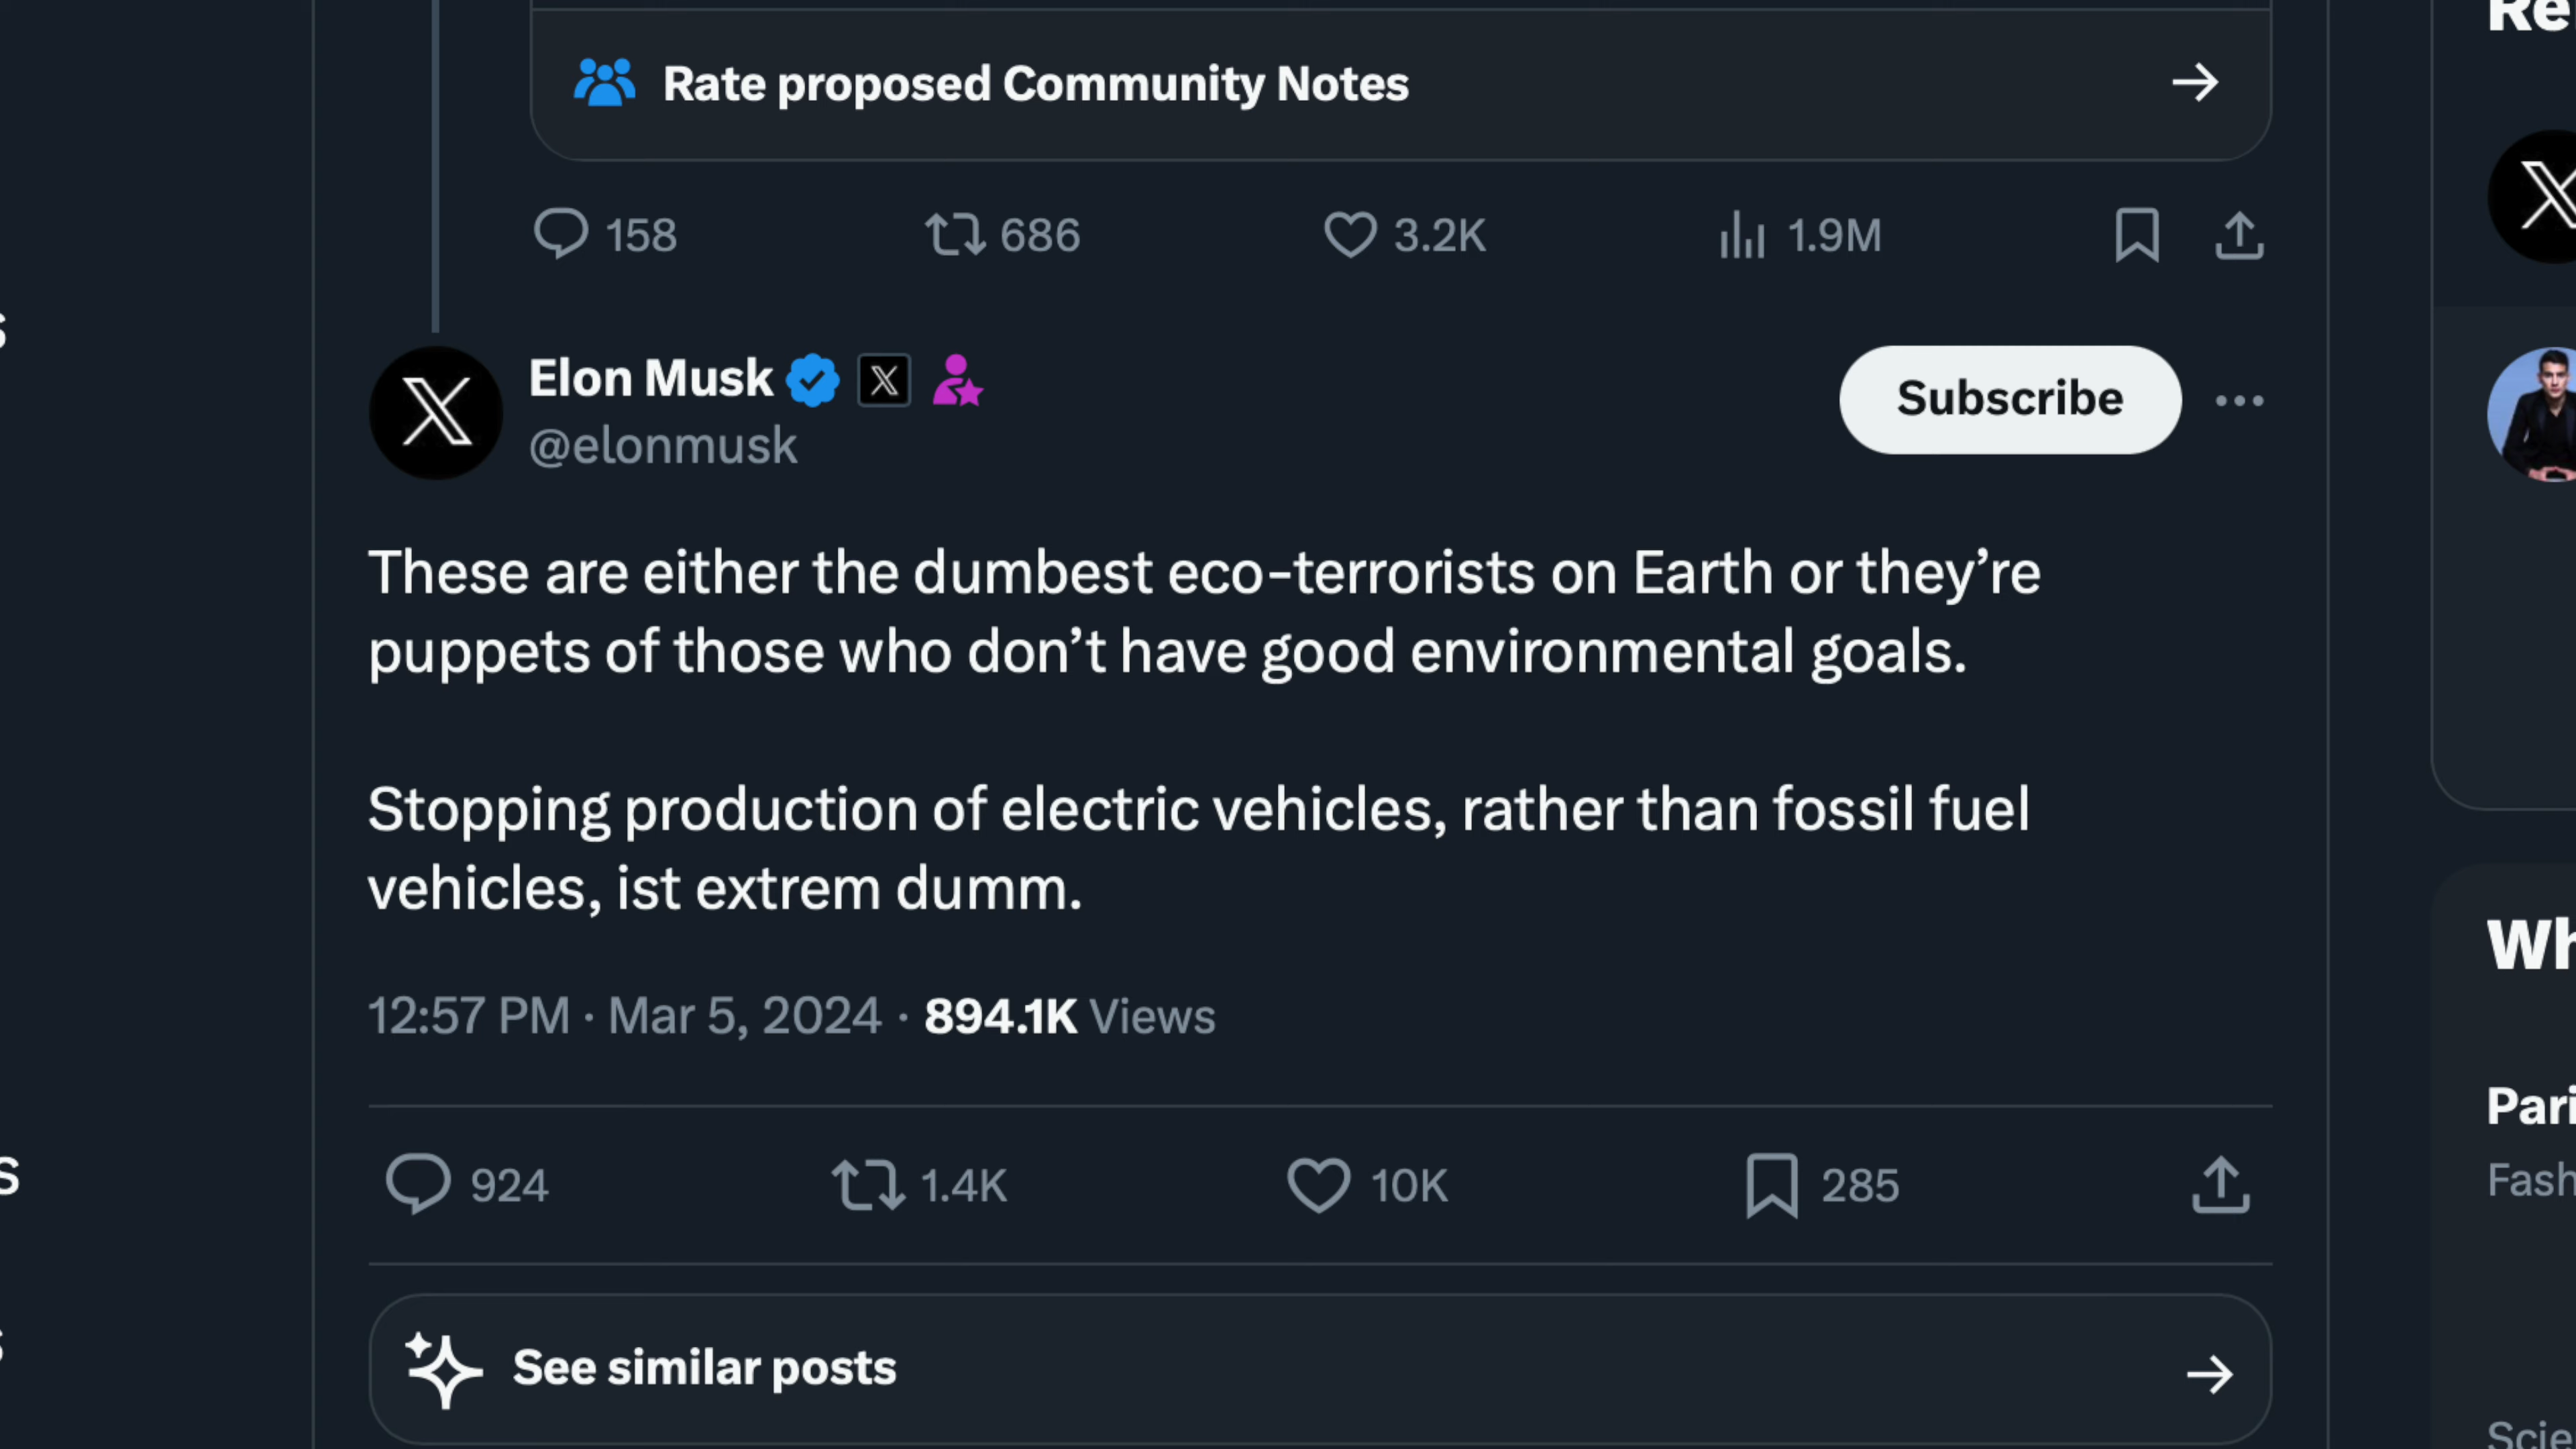 Rate proposed Community Notes
158 686 3.2K 1.9M
Elon Musk
Subscribe
@elonmusk
These are either the dumbest eco-terrorists on Earth or they’re
puppets of those who don’t have good environmental goals.
Stopping production of electric vehicles, rather than fossil fuel
vehicles, ist extrem dumm.
12:57 PM · Mar 5, 2024 · 894.1K Views
924 1.4K 10K 285
See similar posts